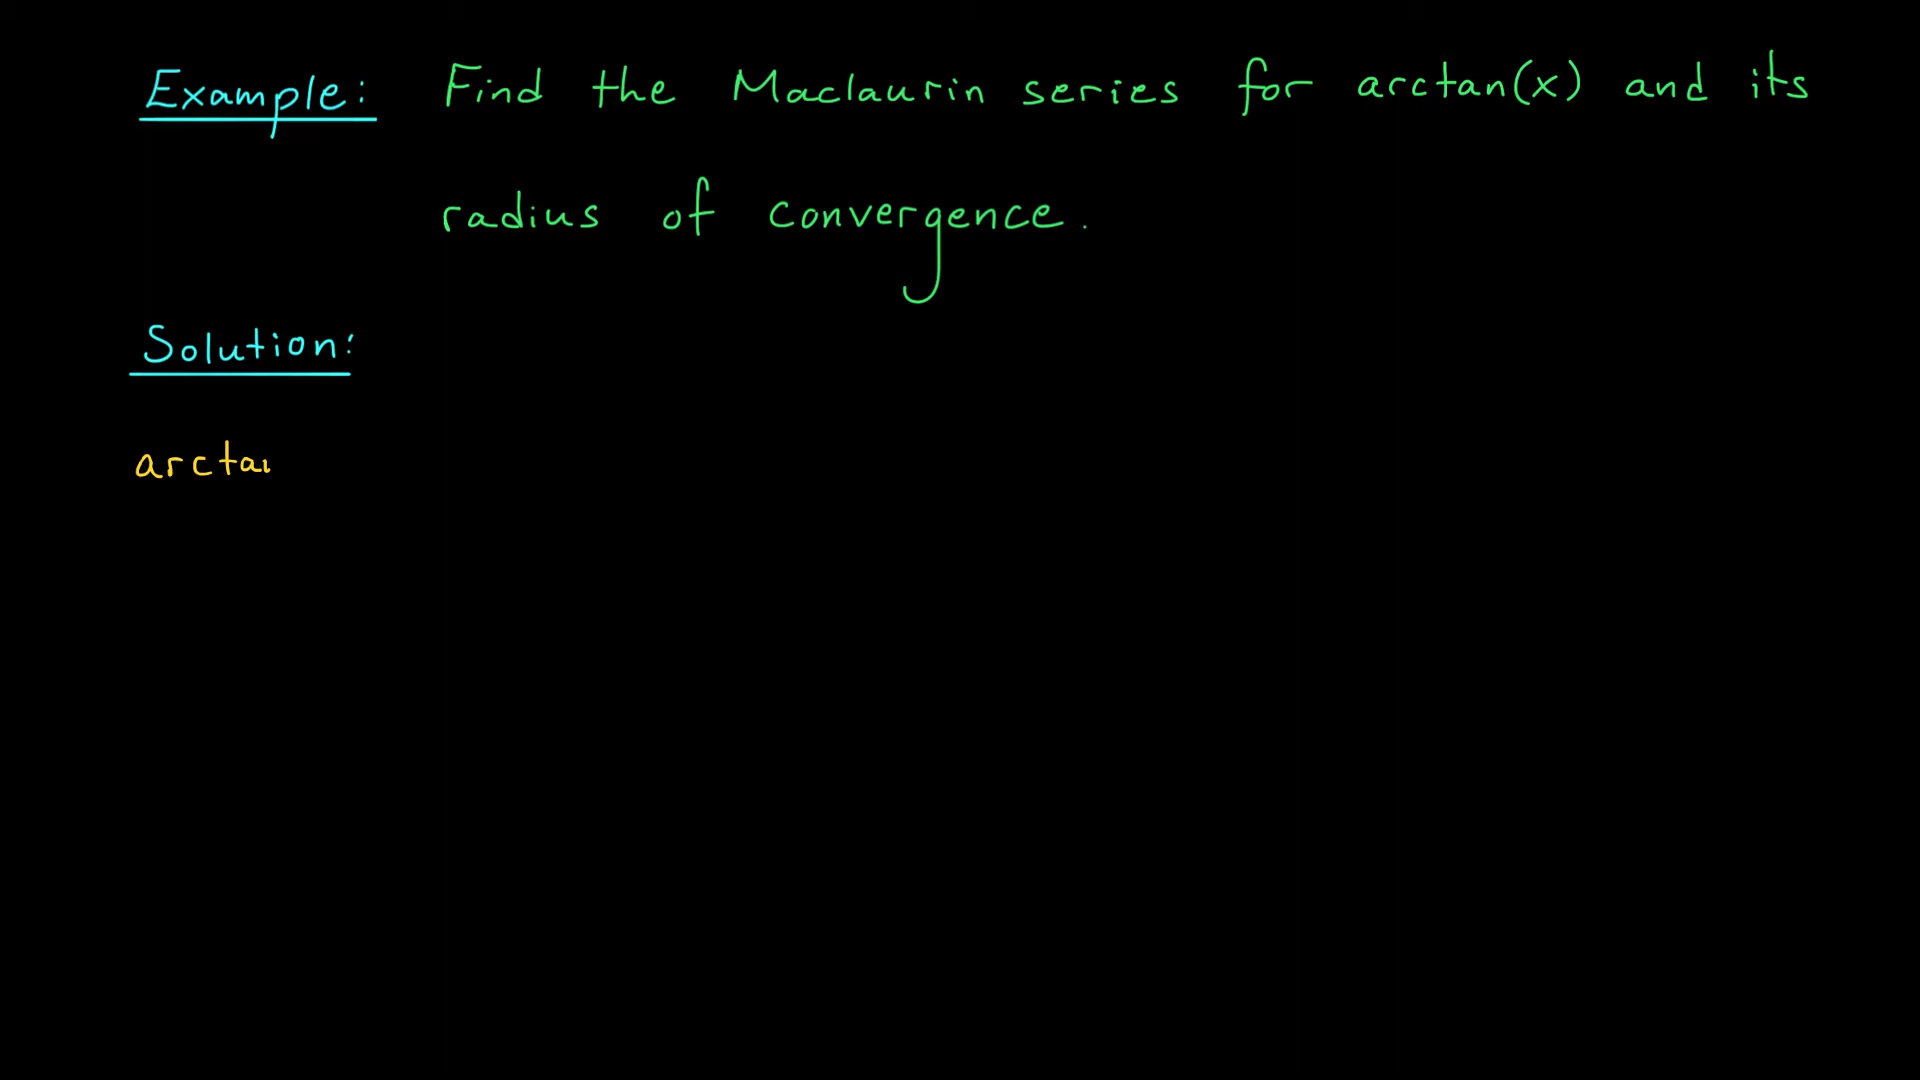 Example: Find the Maclaurin series for arctan(x) and its
radius of convergence.
Solution:
arcta